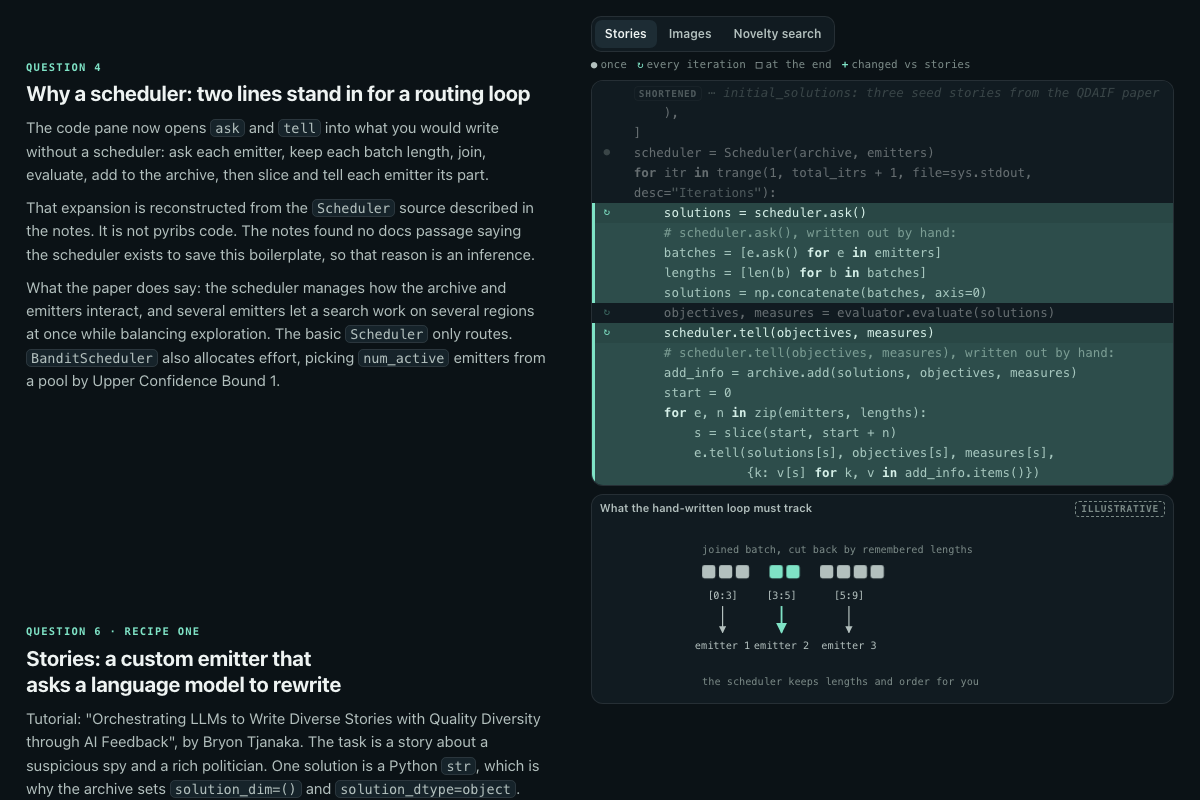 QUESTION 4
Why a scheduler: two lines stand in for a routing loop
The code pane now opens ask and tell into what you would write
without a scheduler: ask each emitter, keep each batch length, join,
evaluate, add to the archive, then slice and tell each emitter its part.
That expansion is reconstructed from the Scheduler source described in
the notes. It is not pyribs code. The notes found no docs passage saying
the scheduler exists to save this boilerplate, so that reason is an inference.
What the paper does say: the scheduler manages how the archive and
emitters interact, and several emitters let a search work on several regions
at once while balancing exploration. The basic Scheduler only routes.
BanditScheduler also allocates effort, picking num_active emitters from
a pool by Upper Confidence Bound 1.
QUESTION 6 · RECIPE ONE
Stories: a custom emitter that
asks a language model to rewrite
Tutorial: "Orchestrating LLMs to Write Diverse Stories with Quality Diversity
through AI Feedback", by Bryon Tjanaka. The task is a story about a
suspicious spy and a rich politician. One solution is a Python str, which is
why the archive sets solution_dim=() and solution_dtype=object.
Stories Images Novelty search
● once ↻ every iteration □ at the end + changed vs stories
SHORTENED ⋯ initial_solutions: three seed stories from the QDAIF paper
),
]
● scheduler = Scheduler(archive, emitters)
for itr in trange(1, total_itrs + 1, file=sys.stdout,
desc="Iterations"):
↻ solutions = scheduler.ask()
# scheduler.ask(), written out by hand:
batches = [e.ask() for e in emitters]
lengths = [len(b) for b in batches]
solutions = np.concatenate(batches, axis=0)
↻ objectives, measures = evaluator.evaluate(solutions)
↻ scheduler.tell(objectives, measures)
# scheduler.tell(objectives, measures), written out by hand:
add_info = archive.add(solutions, objectives, measures)
start = 0
for e, n in zip(emitters, lengths):
s = slice(start, start + n)
e.tell(solutions[s], objectives[s], measures[s],
{k: v[s] for k, v in add_info.items()})
What the hand-written loop must track
ILLUSTRATIVE
joined batch, cut back by remembered lengths
[0:3] [3:5] [5:9]
emitter 1 emitter 2 emitter 3
the scheduler keeps lengths and order for you